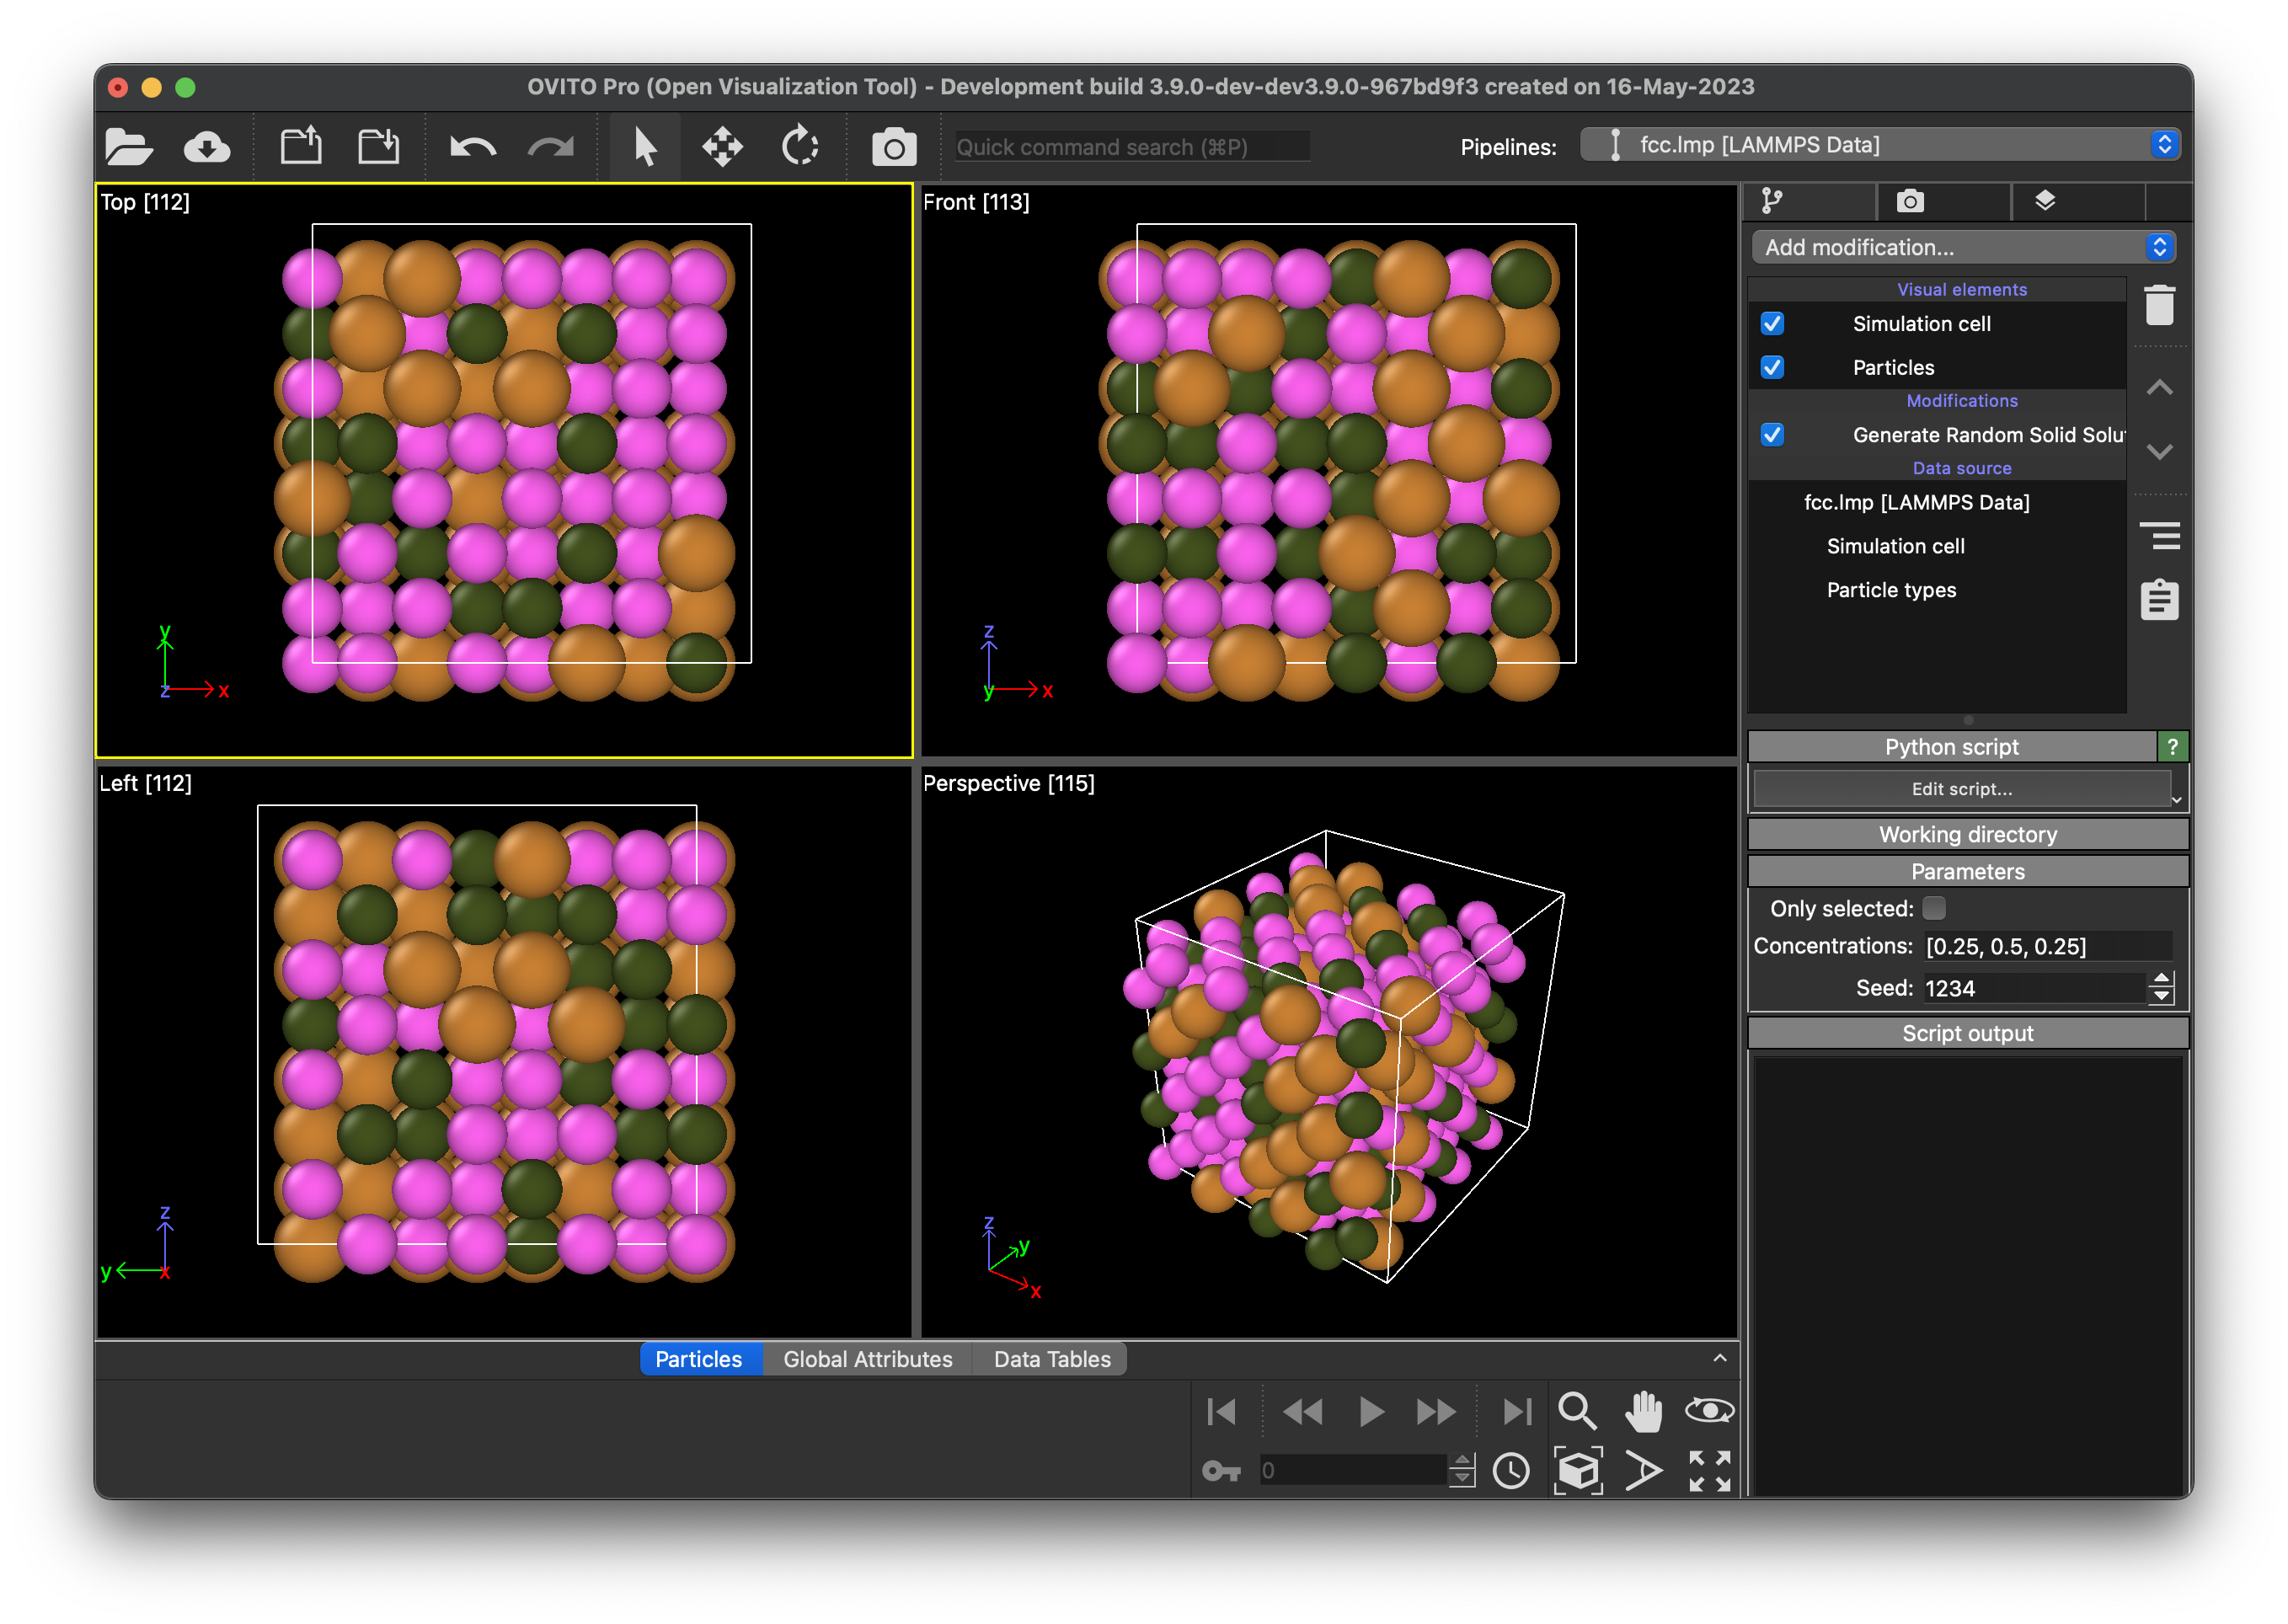 OVITO Pro (Open Visualization Tool) - Development build 3.9.0-dev-dev3.9.0-967bd9f3 created on 16-May-2023
Quick command search (⌘P)
Pipelines:
fcc.lmp [LAMMPS Data]
Top [112]
y
z
x
Front [113]
z
y
x
Left [112]
z
y
x
Perspective [115]
z
y
x
Add modification...
Visual elements
Simulation cell
Particles
Modifications
Generate Random Solid Solu
Data source
fcc.lmp [LAMMPS Data]
Simulation cell
Particle types
Python script
?
Edit script...
Working directory
Parameters
Only selected:
Concentrations: [0.25, 0.5, 0.25]
Seed: 1234
Script output
Particles
Global Attributes
Data Tables
0